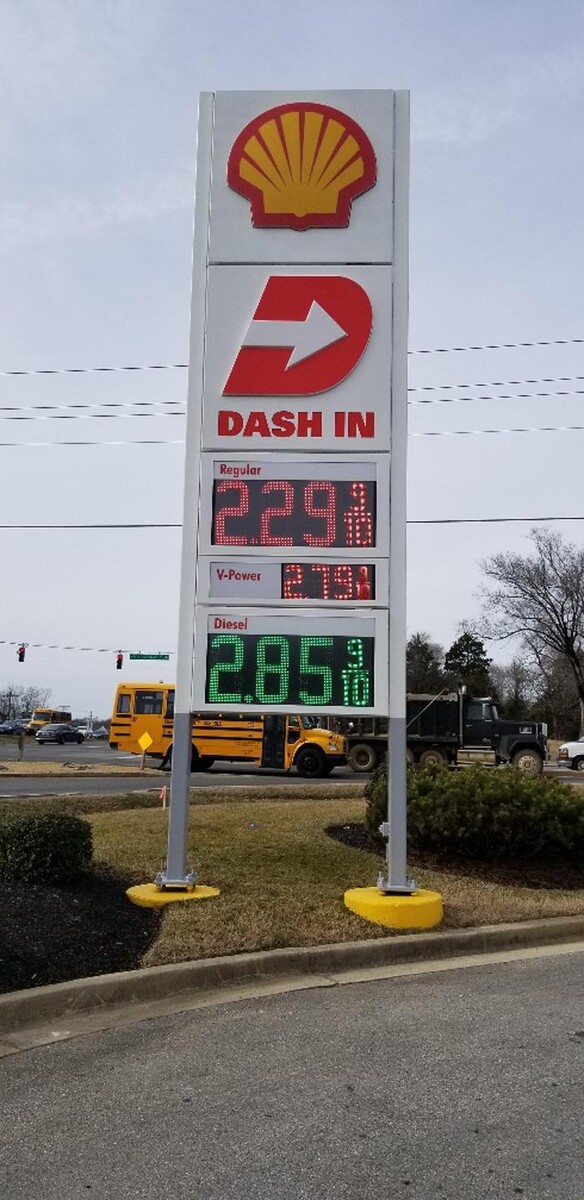 DASH IN
Regular
2.29 9/10
V-Power
2.79 9/10
Diesel
2.85 9/10